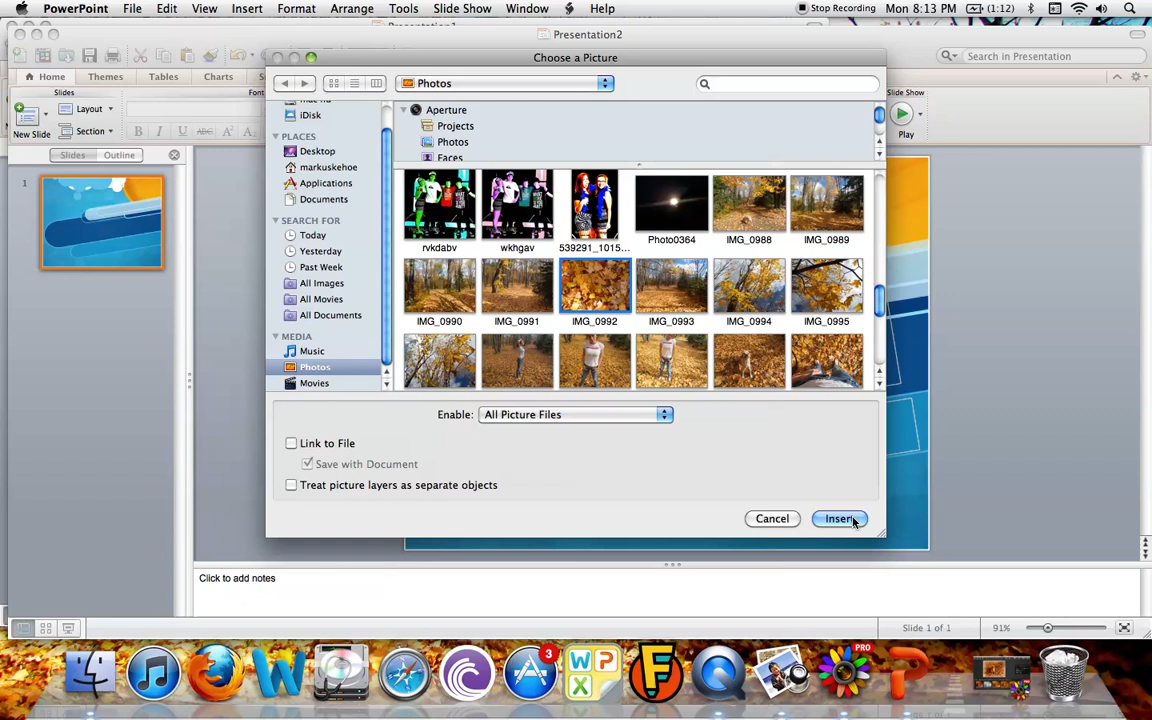 PowerPoint File Edit View Insert Format Arrange Tools Slide Show Window Help Stop Recording Mon 8:13 PM (1:12)
Presentation2
Search in Presentation
Home Themes Tables Charts
Slides
Font
Slide Show
New Slide
Layout
Section
B I U ABC
Play
Slides Outline
1
Choose a Picture
Photos
iDisk
PLACES
Desktop
markuskehoe
Applications
Documents
SEARCH FOR
Today
Yesterday
Past Week
All Images
All Movies
All Documents
MEDIA
Music
Photos
Movies
Aperture
Projects
Photos
Faces
rvkdabv wkhgav 539291_1015... Photo0364 IMG_0988 IMG_0989
IMG_0990 IMG_0991 IMG_0992 IMG_0993 IMG_0994 IMG_0995
Enable: All Picture Files
Link to File
Save with Document
Treat picture layers as separate objects
Cancel Insert
Click to add notes
Slide 1 of 1 91%
3
W P
X
PRO